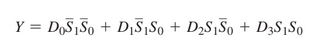 Y = D₀S̅₁S̅₀ + D₁S̅₁S₀ + D₂S₁S̅₀ + D₃S₁S₀